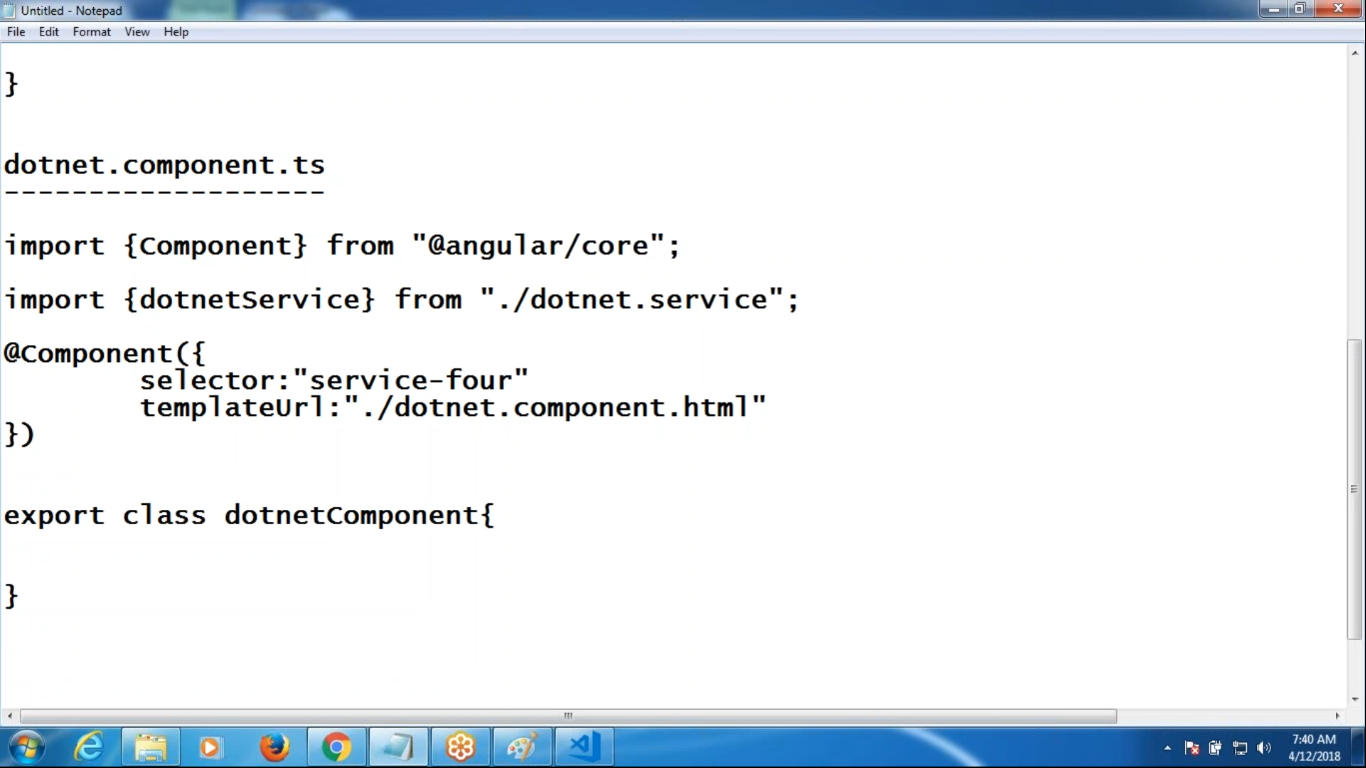 Untitled - Notepad
File Edit Format View Help
}
dotnet.component.ts
-------------------
import {Component} from "@angular/core";
import {dotnetService} from "./dotnet.service";
@Component({
selector:"service-four"
templateUrl:"./dotnet.component.html"
})
export class dotnetComponent{
}
7:40 AM
4/12/2018